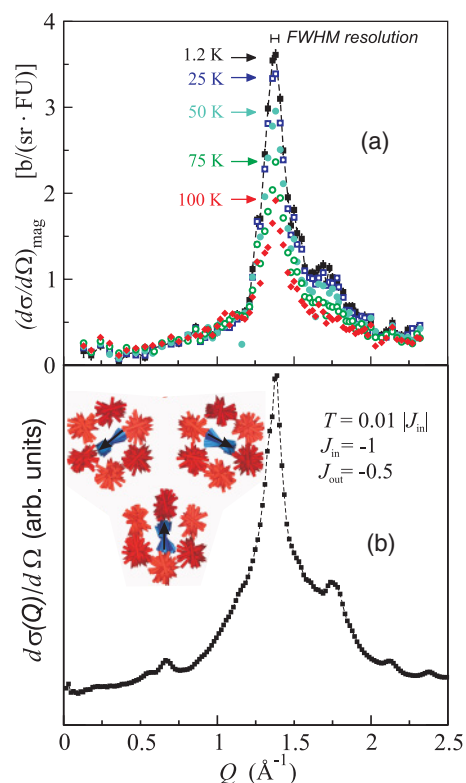 FWHM resolution
1.2 K
25 K
50 K
75 K
100 K
(a)
(dσ/dΩ)mag [b/(sr · FU)]
4
3
2
1
0
T = 0.01 |Jin|
Jin = -1
Jout = -0.5
(b)
dσ(Q)/dΩ (arb. units)
0 0.5 1 1.5 2 2.5
Q (Å⁻¹)